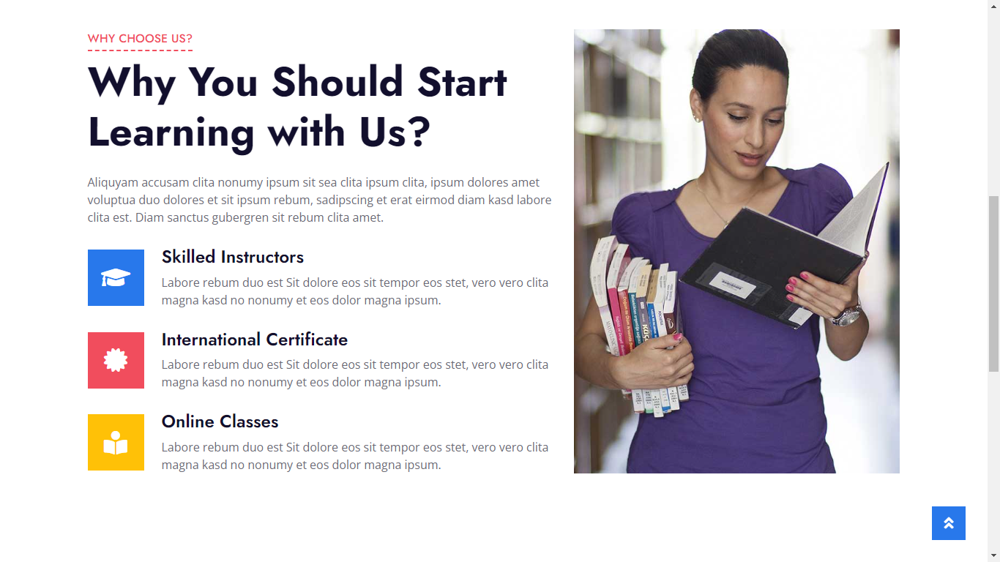 WHY CHOOSE US?
Why You Should Start
Learning with Us?
Aliquyam accusam clita nonumy ipsum sit sea clita ipsum clita, ipsum dolores amet
voluptua duo dolores et sit ipsum rebum, sadipscing et erat eirmod diam kasd labore
clita est. Diam sanctus gubergren sit rebum clita amet.
Skilled Instructors
Labore rebum duo est Sit dolore eos sit tempor eos stet, vero vero clita
magna kasd no nonumy et eos dolor magna ipsum.
International Certificate
Labore rebum duo est Sit dolore eos sit tempor eos stet, vero vero clita
magna kasd no nonumy et eos dolor magna ipsum.
Online Classes
Labore rebum duo est Sit dolore eos sit tempor eos stet, vero vero clita
magna kasd no nonumy et eos dolor magna ipsum.